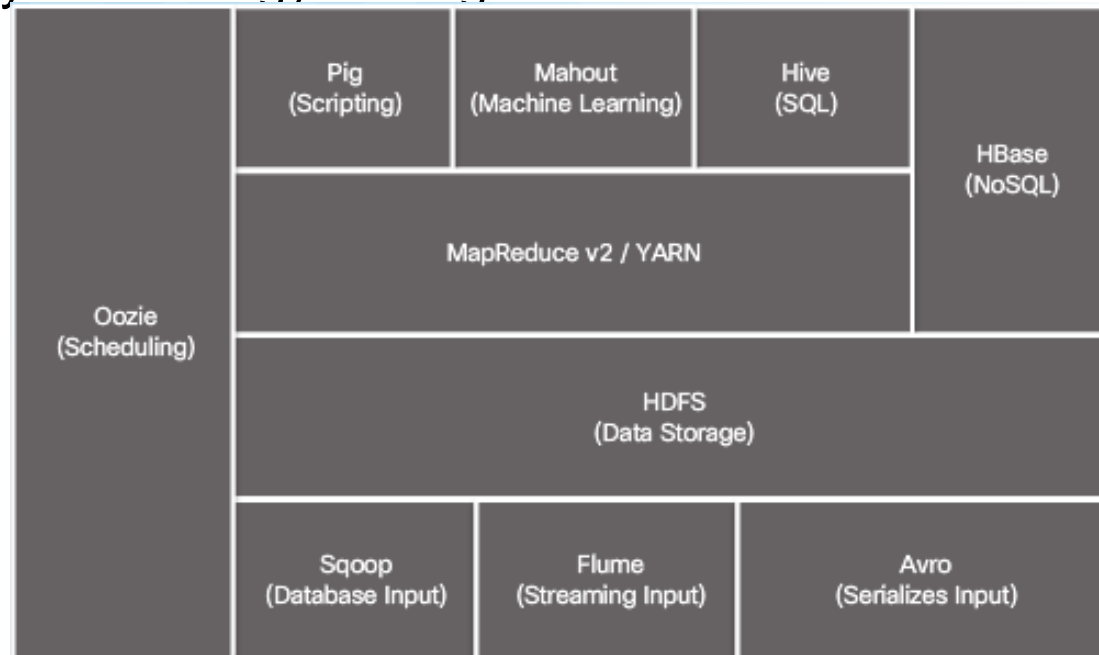 Pig
(Scripting)
Mahout
(Machine Learning)
Hive
(SQL)
HBase
(NoSQL)
MapReduce v2 / YARN
Oozie
(Scheduling)
HDFS
(Data Storage)
Sqoop
(Database Input)
Flume
(Streaming Input)
Avro
(Serializes Input)